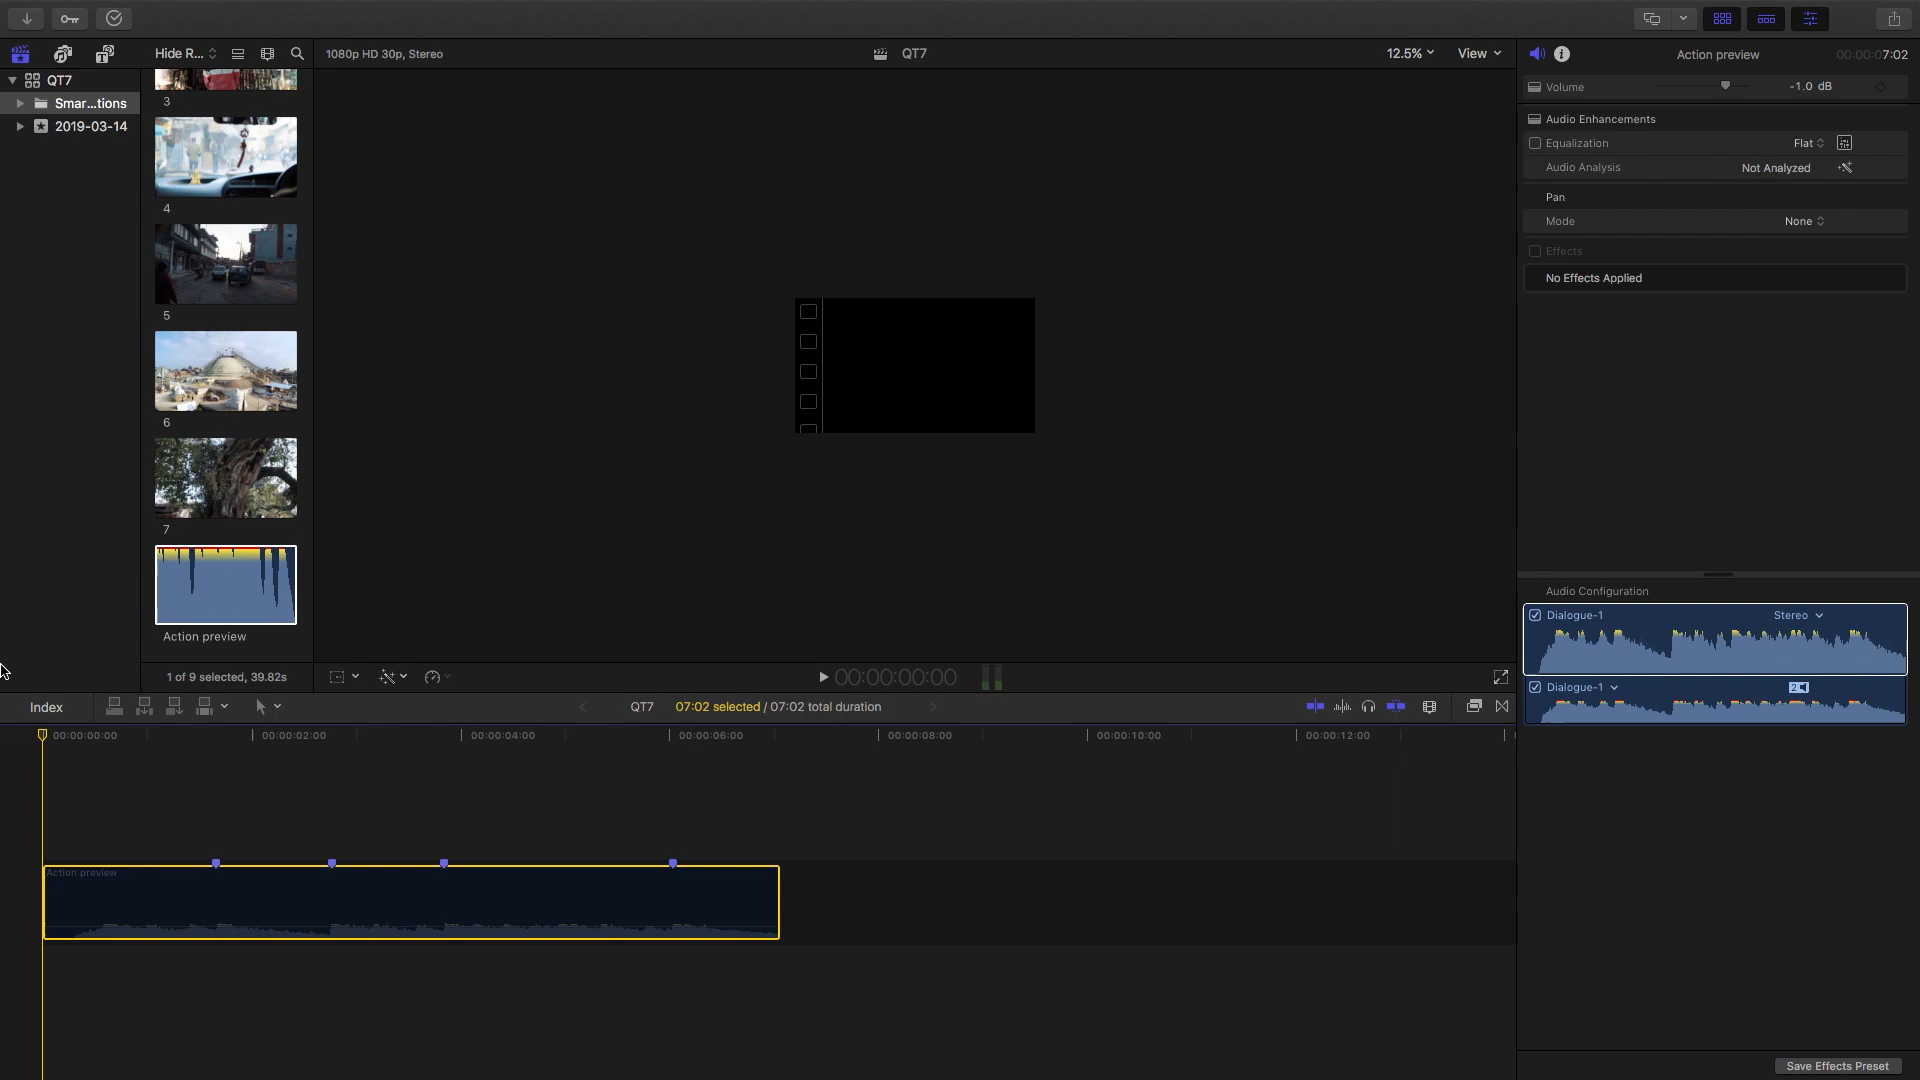 Hide R...
1080p HD 30p, Stereo
QT7
12.5%
View
Action preview
00:00:07:02
QT7
Smar...tions
2019-03-14
3
4
5
6
7
Action preview
1 of 9 selected, 39.82s
00:00:00:00
Volume
-1.0 dB
Audio Enhancements
Equalization
Flat
Audio Analysis
Not Analyzed
Pan
Mode
None
Effects
No Effects Applied
Audio Configuration
Dialogue-1
Stereo
Dialogue-1
2
Index
QT7
07:02 selected / 07:02 total duration
00:00:00:00
00:00:02:00
00:00:04:00
00:00:06:00
00:00:08:00
00:00:10:00
00:00:12:00
Action preview
Save Effects Preset